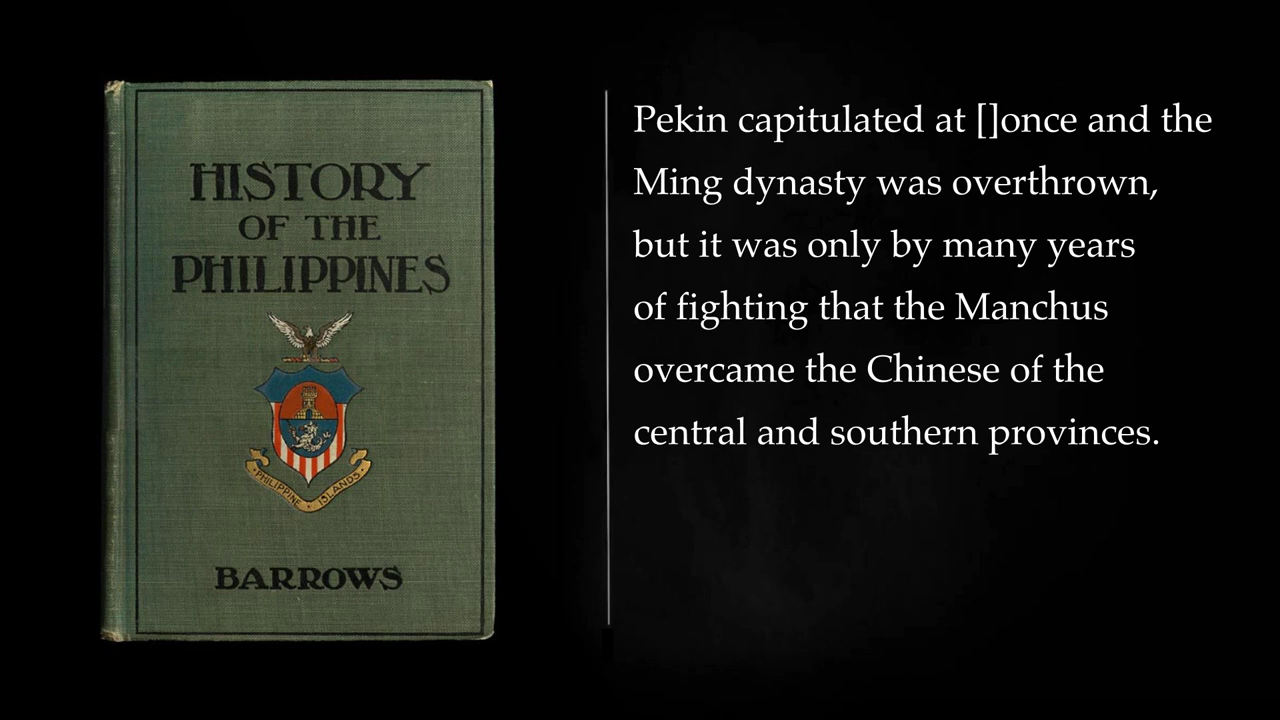 HISTORY
OF THE
PHILIPPINES
PHILIPPINE ISLANDS
BARROWS
Pekin capitulated at []once and the
Ming dynasty was overthrown,
but it was only by many years
of fighting that the Manchus
overcame the Chinese of the
central and southern provinces.